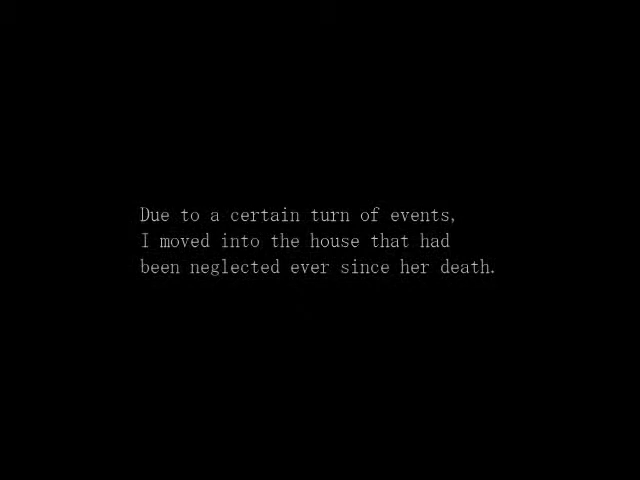 Due to a certain turn of events,
I moved into the house that had
been neglected ever since her death.